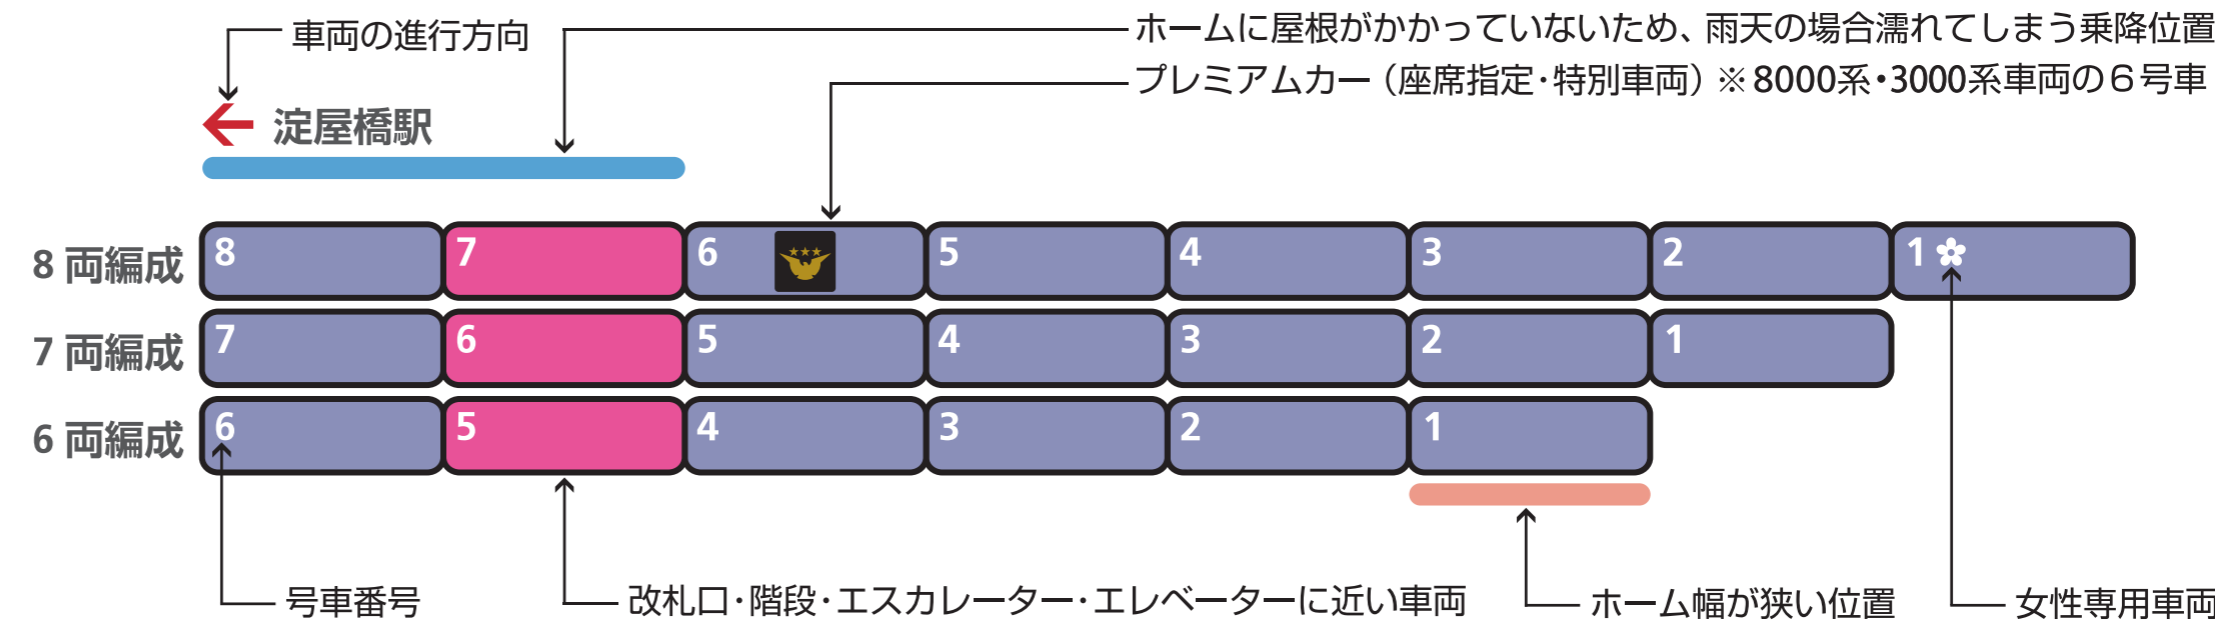 車両の進行方向
ホームに屋根がかかっていないため、雨天の場合濡れてしまう乗降位置
プレミアムカー（座席指定・特別車両）※8000系・3000系車両の６号車
淀屋橋駅
8 両編成 8 7 6 5 4 3 2 1
7 両編成 7 6 5 4 3 2 1
6 両編成 6 5 4 3 2 1
号車番号
改札口・階段・エスカレーター・エレベーターに近い車両
ホーム幅が狭い位置
女性専用車両